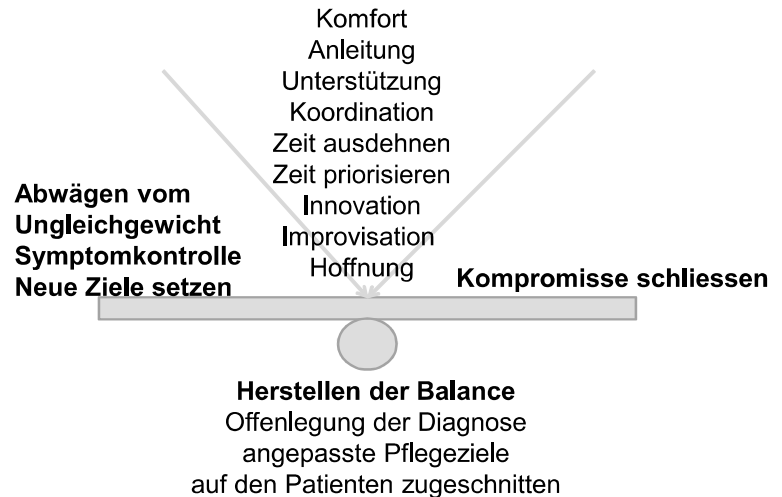 Komfort
Anleitung
Unterstützung
Koordination
Zeit ausdehnen
Zeit priorisieren
Innovation
Improvisation
Hoffnung
Abwägen vom
Ungleichgewicht
Symptomkontrolle
Neue Ziele setzen
Kompromisse schliessen
Herstellen der Balance
Offenlegung der Diagnose
angepasste Pflegeziele
auf den Patienten zugeschnitten